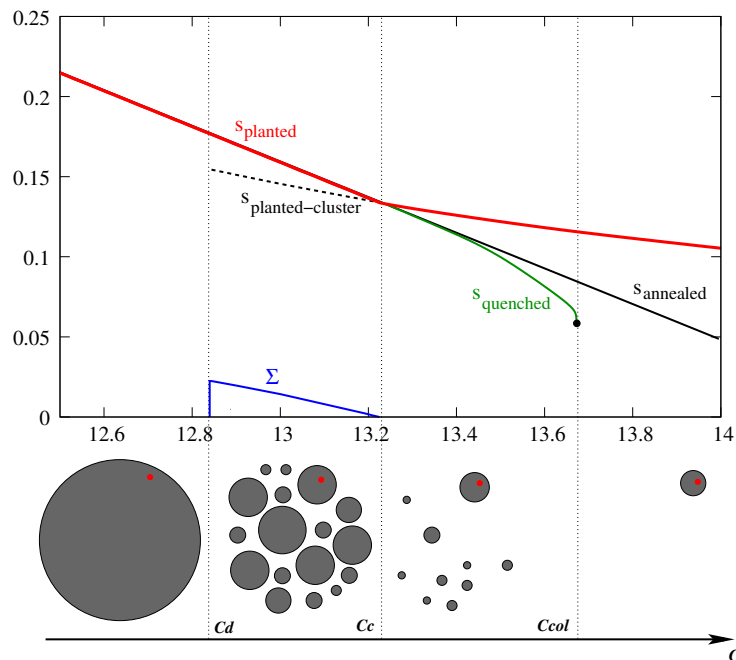 0.25
0.2
s_planted
0.15
s_planted−cluster
0.1
s_quenched
s_annealed
0.05
Σ
0
12.6
12.8
13
13.2
13.4
13.6
13.8
14
Cd
Cc
Ccol
C